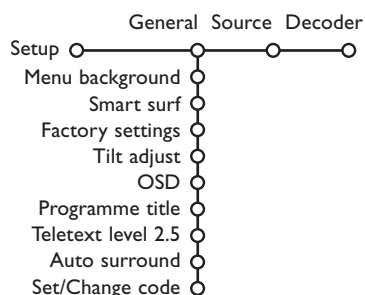 General Source Decoder
Setup
Menu background
Smart surf
Factory settings
Tilt adjust
OSD
Programme title
Teletext level 2.5
Auto surround
Set/Change code